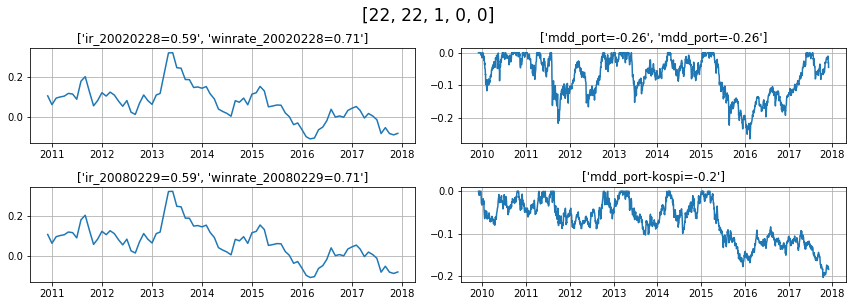 [22, 22, 1, 0, 0]
['ir_20020228=0.59', 'winrate_20020228=0.71']
0.2
0.0
2011 2012 2013 2014 2015 2016 2017 2018
['mdd_port=-0.26', 'mdd_port=-0.26']
0.0
−0.1
−0.2
2010 2011 2012 2013 2014 2015 2016 2017 2018
['ir_20080229=0.59', 'winrate_20080229=0.71']
0.2
0.0
2011 2012 2013 2014 2015 2016 2017 2018
['mdd_port-kospi=-0.2']
0.0
−0.1
−0.2
2010 2011 2012 2013 2014 2015 2016 2017 2018